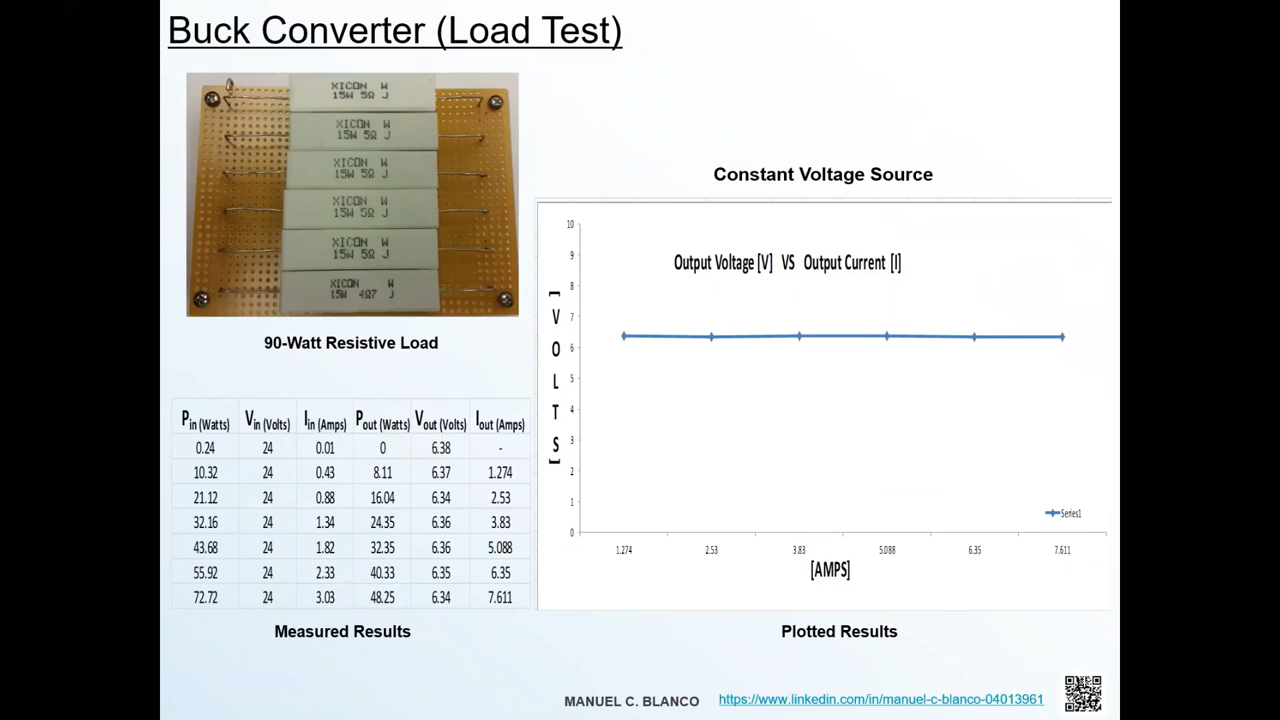 Buck Converter (Load Test)
XICON W
15W 5Ω J
XICON W
15W 5Ω J
XICON W
15W 5Ω J
XICON W
15W 5Ω J
XICON W
15W 5Ω J
XICON W
15W 4Ω7 J
90-Watt Resistive Load
Pin (Watts) Vin (Volts) Iin (Amps) Pout (Watts) Vout (Volts) Iout (Amps)
0.24 24 0.01 0 6.38 -
10.32 24 0.43 8.11 6.37 1.274
21.12 24 0.88 16.04 6.34 2.53
32.16 24 1.34 24.35 6.36 3.83
43.68 24 1.82 32.35 6.36 5.088
55.92 24 2.33 40.33 6.35 6.35
72.72 24 3.03 48.25 6.34 7.611
Measured Results
Constant Voltage Source
Output Voltage [V] VS Output Current [I]
[VOLTS]
10
9
8
7
6
5
4
3
2
1
0
Series1
1.274 2.53 3.83 5.088 6.35 7.611
[AMPS]
Plotted Results
MANUEL C. BLANCO
https://www.linkedin.com/in/manuel-c-blanco-04013961